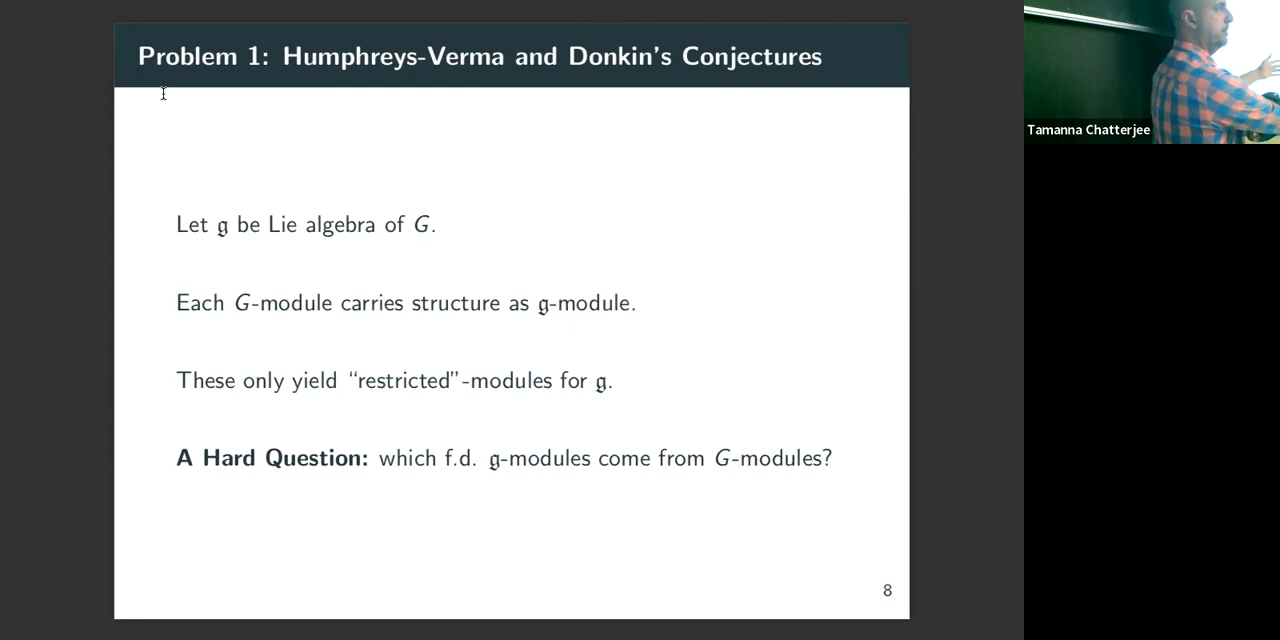 Problem 1: Humphreys-Verma and Donkin's Conjectures
Tamanna Chatterjee
Let 𝔤 be Lie algebra of G.
Each G-module carries structure as 𝔤-module.
These only yield “restricted”-modules for 𝔤.
A Hard Question: which f.d. 𝔤-modules come from G-modules?
8